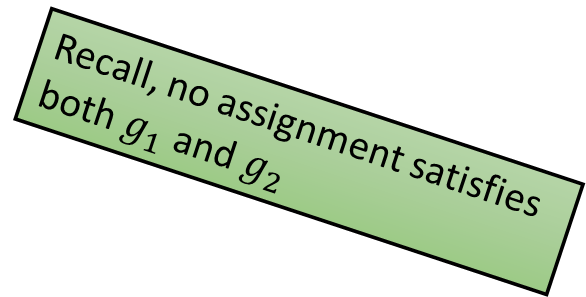 Recall, no assignment satisfies
both g₁ and g₂